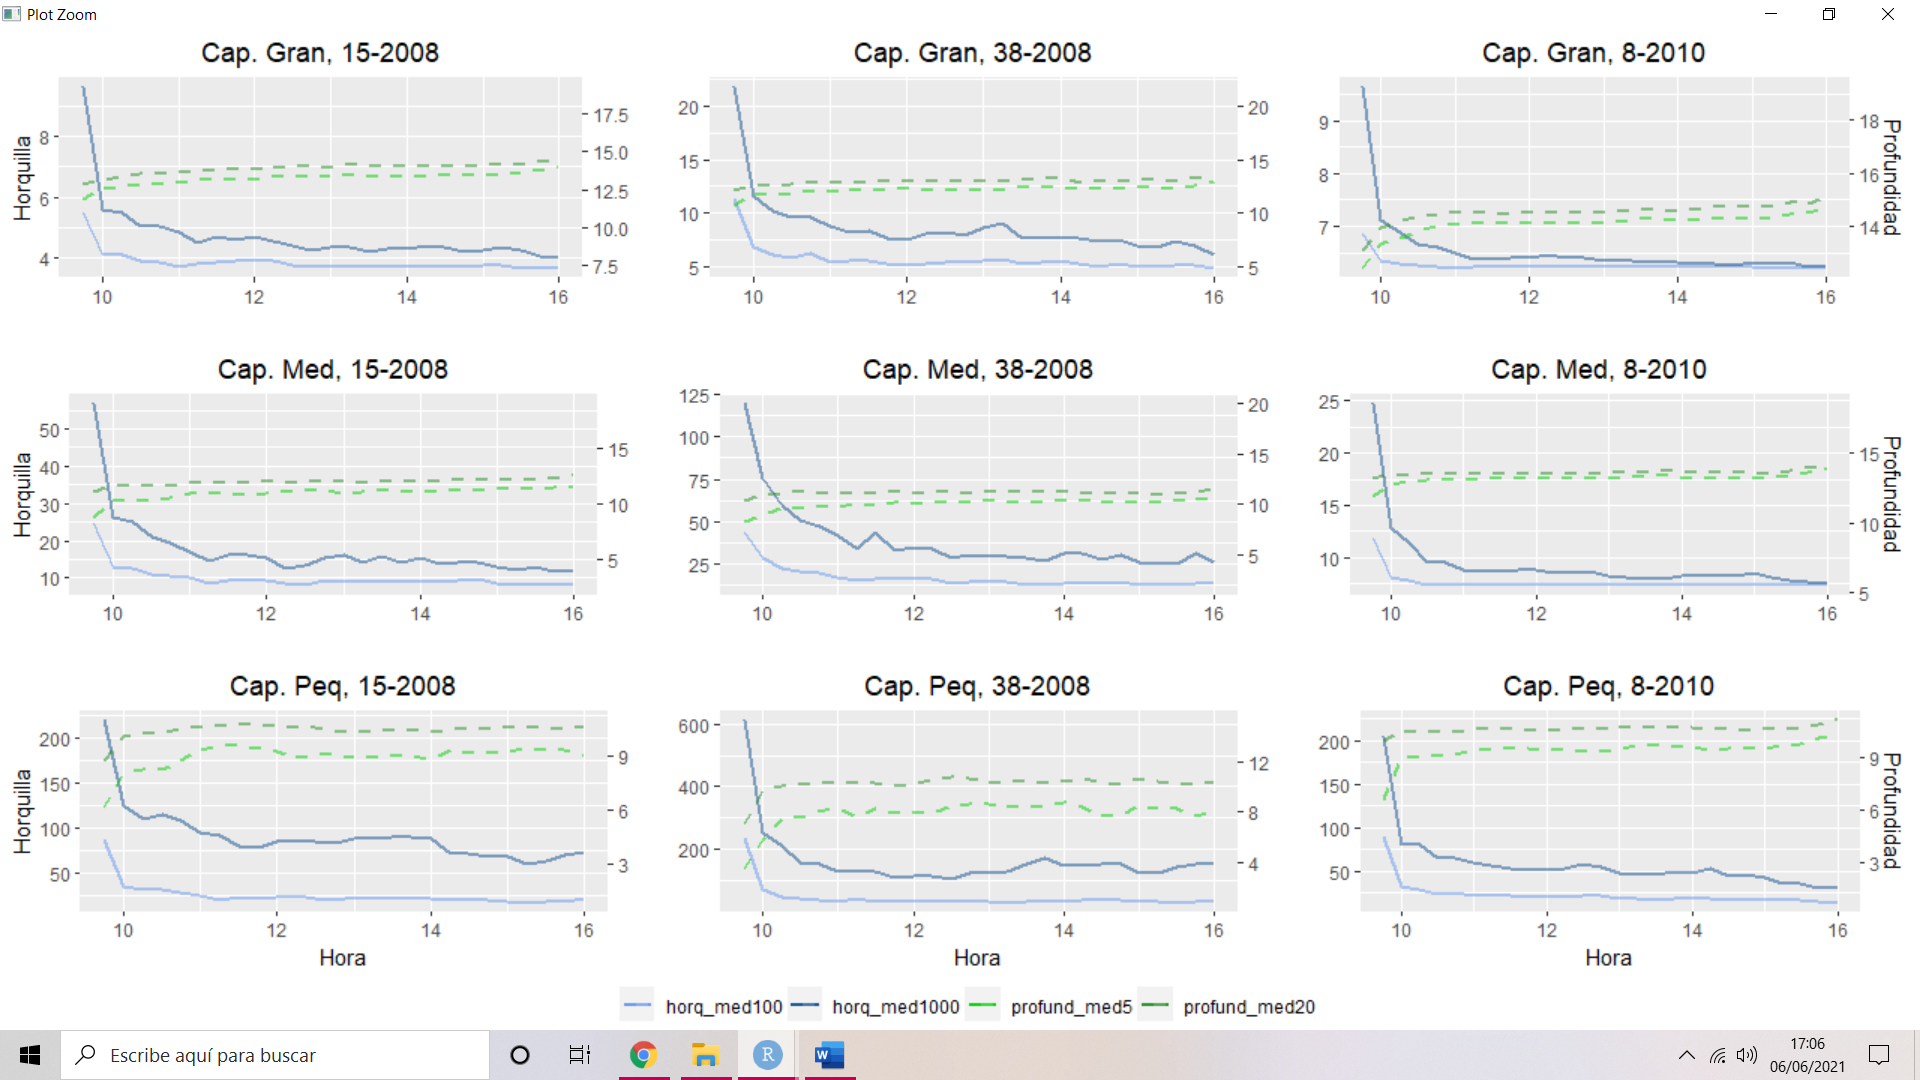 Plot Zoom
Cap. Gran, 15-2008
Horquilla
8
6
4
17.5
15.0
12.5
10.0
7.5
10 12 14 16
Cap. Gran, 38-2008
20
15
10
5
20
15
10
5
10 12 14 16
Cap. Gran, 8-2010
9
8
7
18
16
14
Profundidad
10 12 14 16
Cap. Med, 15-2008
Horquilla
50
40
30
20
10
15
10
5
10 12 14 16
Cap. Med, 38-2008
125
100
75
50
25
20
15
10
5
10 12 14 16
Cap. Med, 8-2010
25
20
15
10
15
10
5
Profundidad
10 12 14 16
Cap. Peq, 15-2008
Horquilla
200
150
100
50
9
6
3
10 12 14 16
Hora
Cap. Peq, 38-2008
600
400
200
12
8
4
10 12 14 16
Hora
Cap. Peq, 8-2010
200
150
100
50
9
6
3
Profundidad
10 12 14 16
Hora
horq_med100 horq_med1000 profund_med5 profund_med20
Escribe aquí para buscar
R
W
17:06
06/06/2021